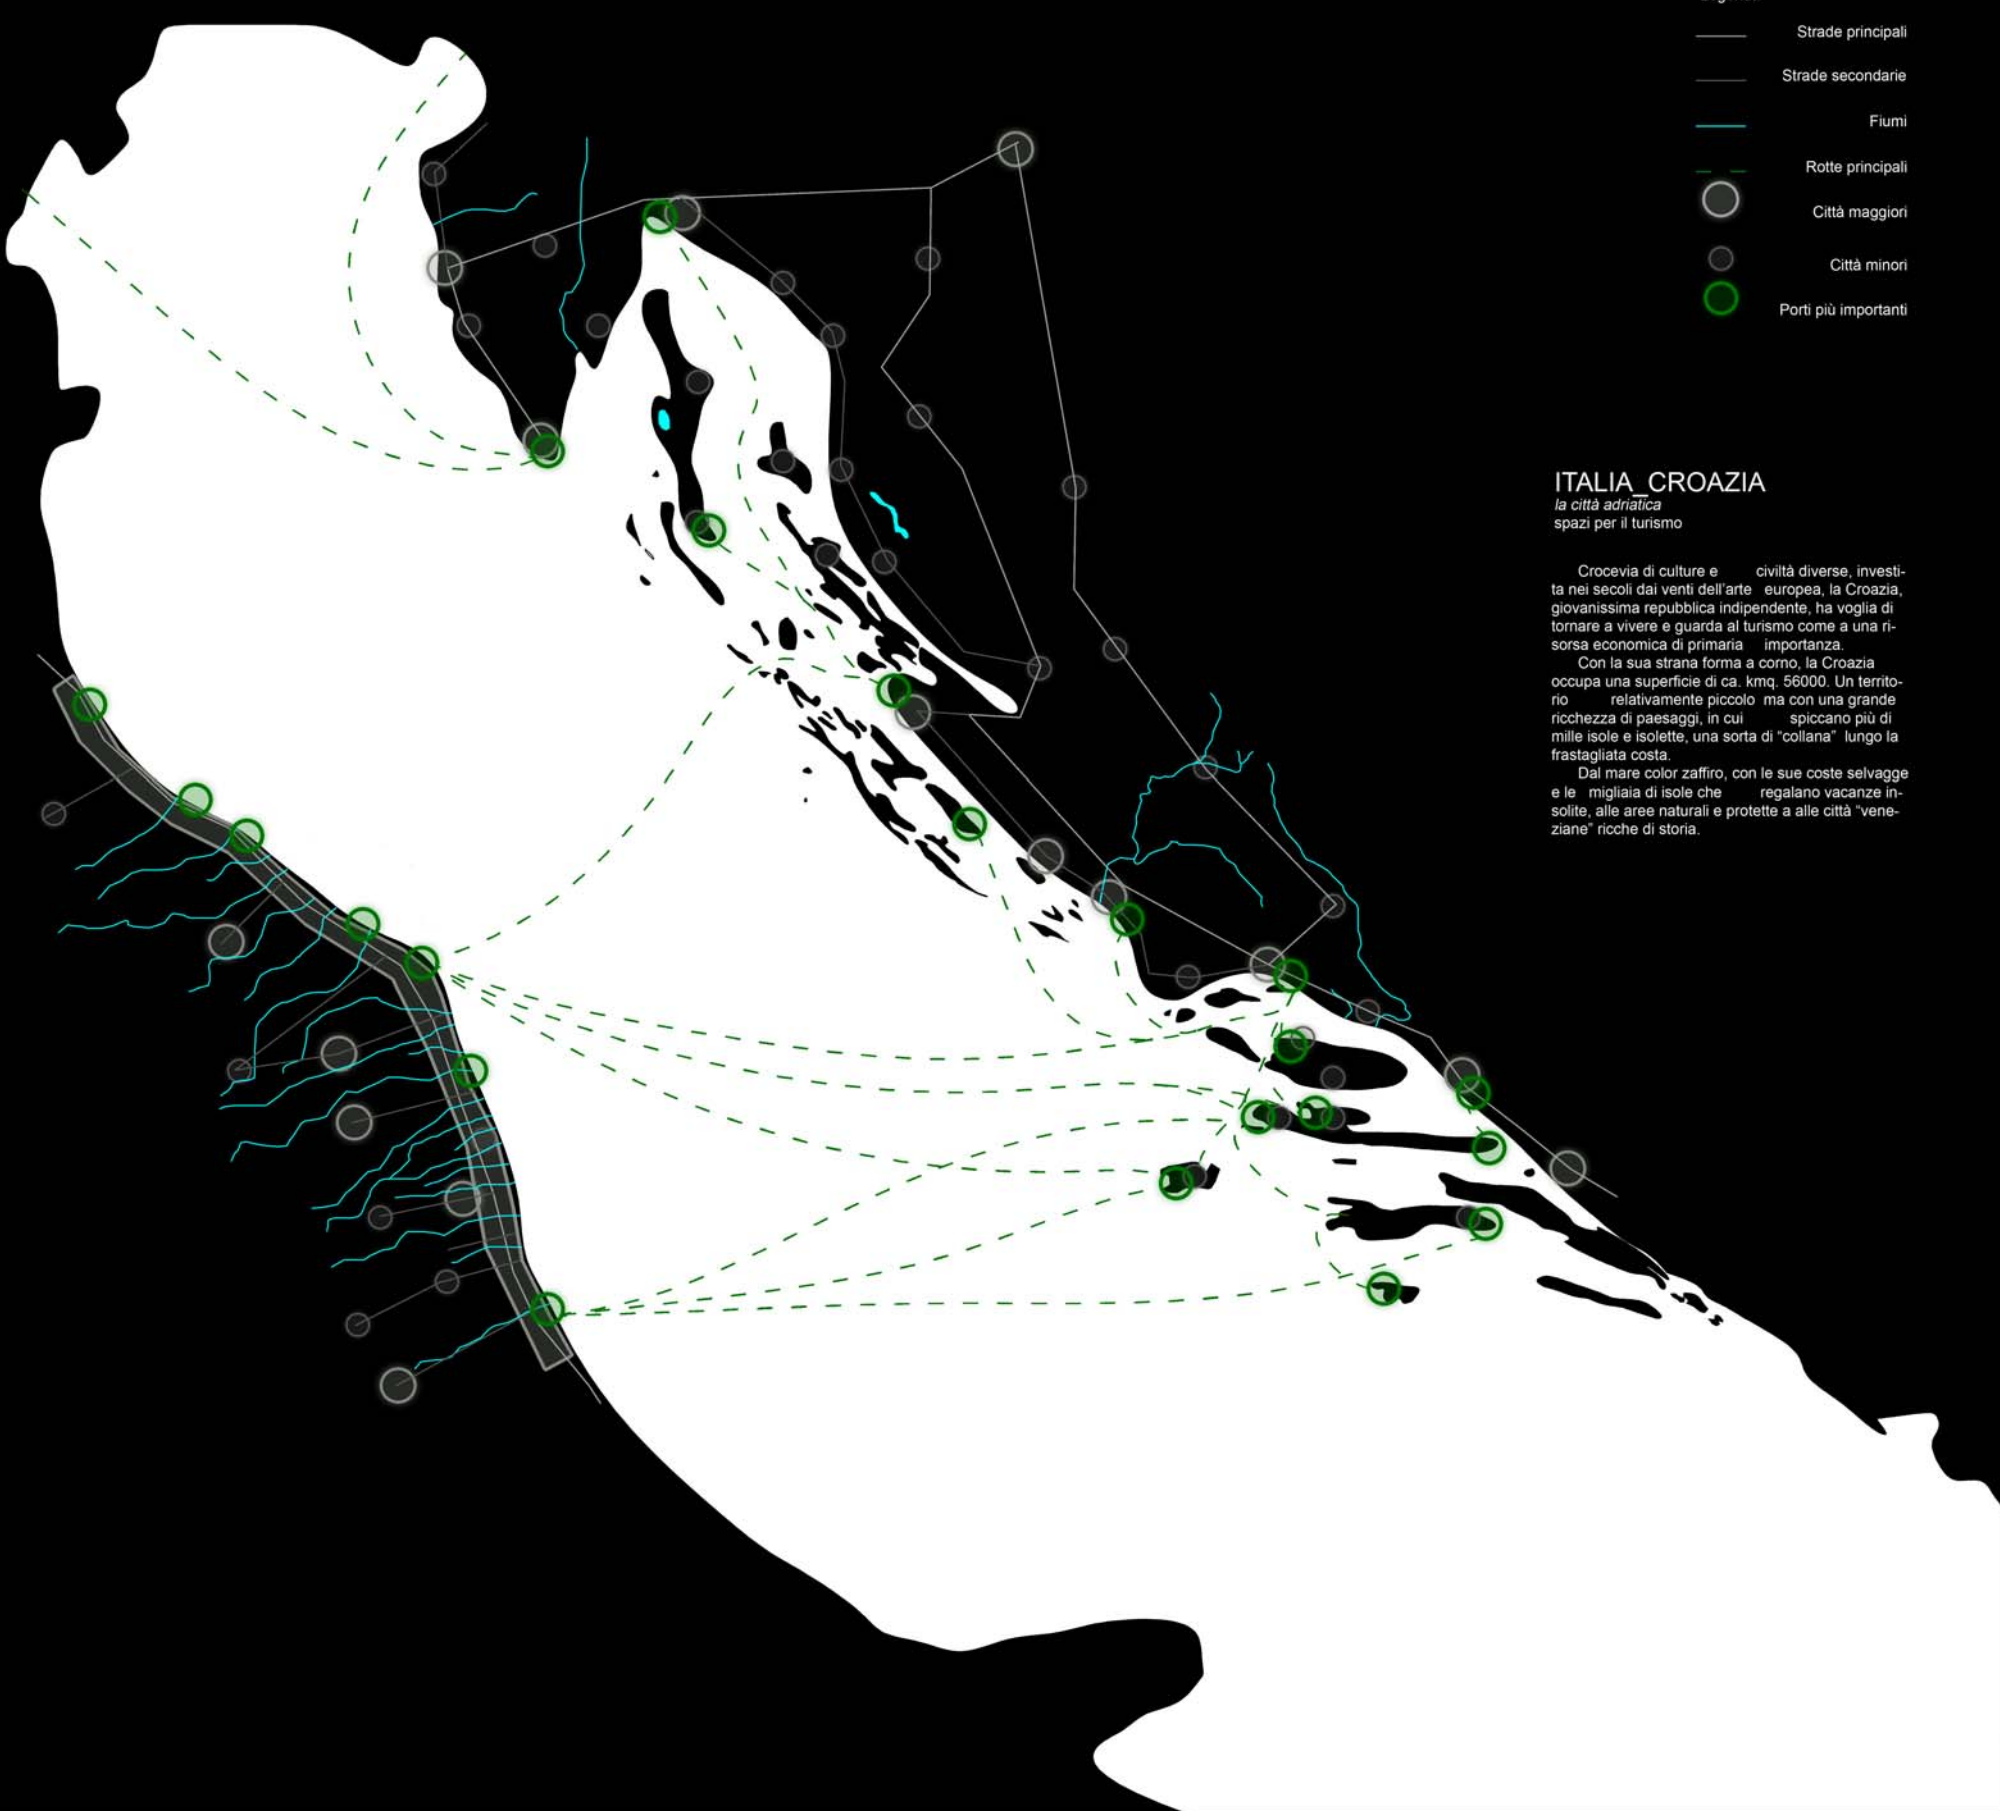 Strade principali
Strade secondarie
Fiumi
Rotte principali
Città maggiori
Città minori
Porti più importanti
ITALIA_CROAZIA
la città adriatica
spazi per il turismo
Crocevia di culture e civiltà diverse, investi-
ta nei secoli dai venti dell'arte europea, la Croazia,
giovanissima repubblica indipendente, ha voglia di
tornare a vivere e guarda al turismo come a una ri-
sorsa economica di primaria importanza.
Con la sua strana forma a corno, la Croazia
occupa una superficie di ca. kmq. 56000. Un territo-
rio relativamente piccolo ma con una grande
ricchezza di paesaggi, in cui spiccano più di
mille isole e isolette, una sorta di "collana" lungo la
frastagliata costa.
Dal mare color zaffiro, con le sue coste selvagge
e le migliaia di isole che regalano vacanze in-
solite, alle aree naturali e protette a alle città "vene-
ziane" ricche di storia.